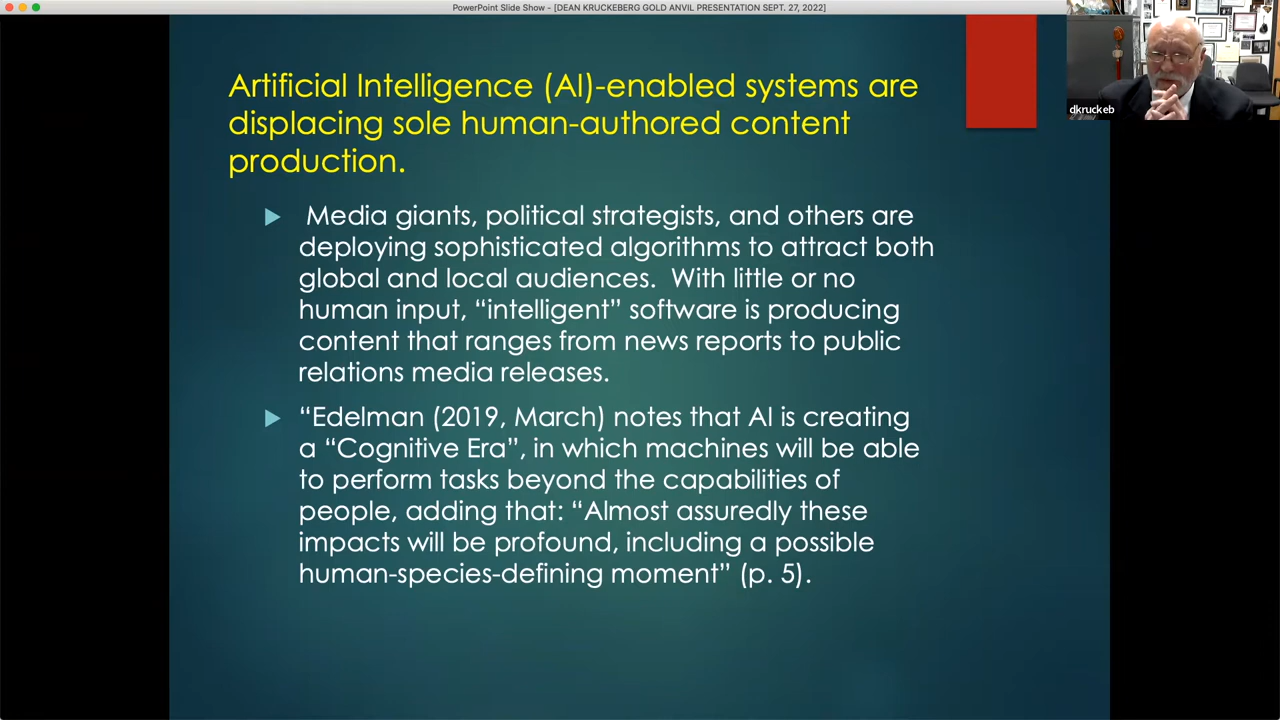 PowerPoint Slide Show - [DEAN KRUCKEBERG GOLD ANVIL PRESENTATION SEPT. 27, 2022]
dkruckeb
Artificial Intelligence (AI)-enabled systems are
displacing sole human-authored content
production.
Media giants, political strategists, and others are
deploying sophisticated algorithms to attract both
global and local audiences.  With little or no
human input, “intelligent” software is producing
content that ranges from news reports to public
relations media releases.
“Edelman (2019, March) notes that AI is creating
a “Cognitive Era”, in which machines will be able
to perform tasks beyond the capabilities of
people, adding that: “Almost assuredly these
impacts will be profound, including a possible
human-species-defining moment” (p. 5).